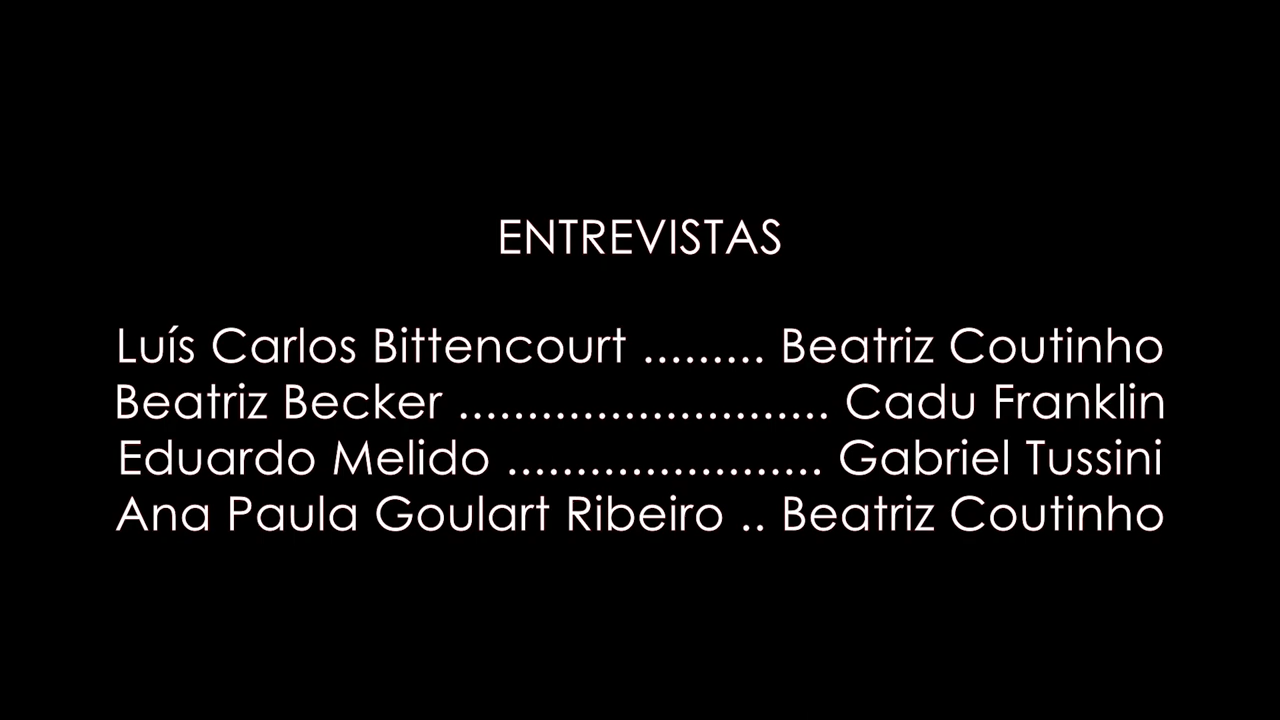 ENTREVISTAS
Luís Carlos Bittencourt ......... Beatriz Coutinho
Beatriz Becker ........................... Cadu Franklin
Eduardo Melido ....................... Gabriel Tussini
Ana Paula Goulart Ribeiro .. Beatriz Coutinho